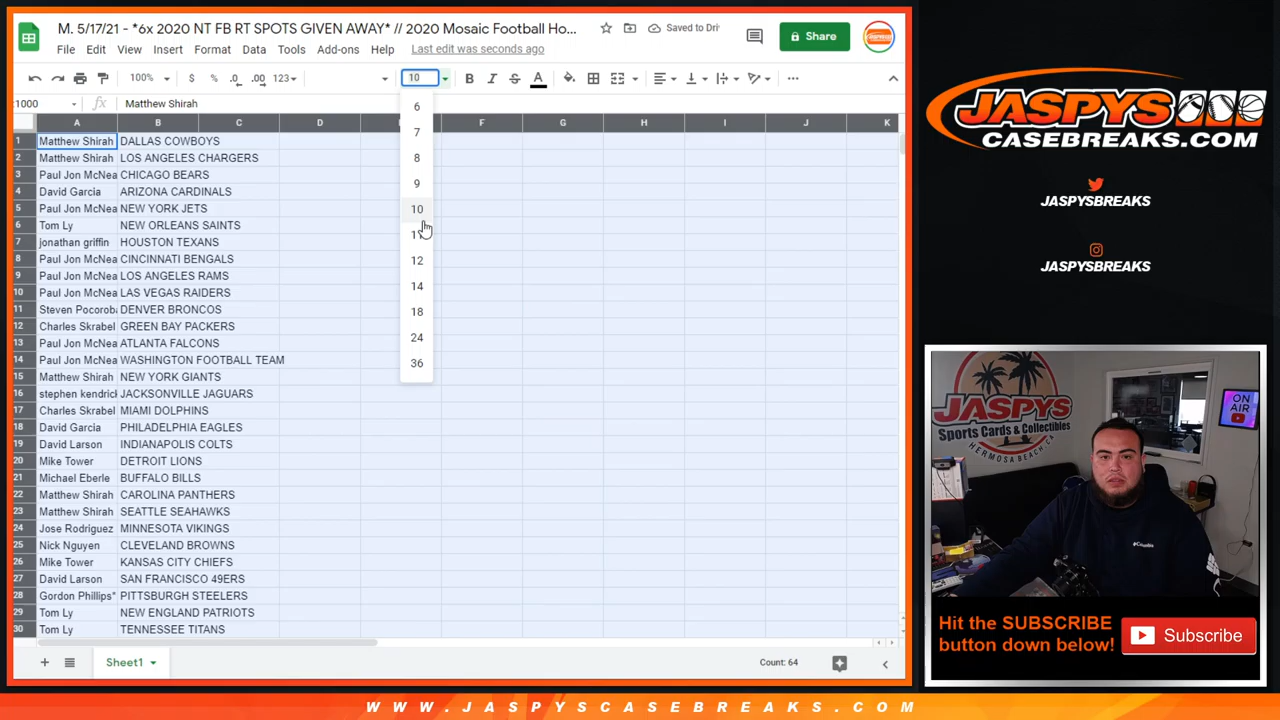 M. 5/17/21 - *6x 2020 NT FB RT SPOTS GIVEN AWAY* // 2020 Mosaic Football Ho...
Saved to Dri
Share
File Edit View Insert Format Data Tools Add-ons Help Last edit was seconds ago
100% $ % .0 .00 123 10
1000 fx Matthew Shirah
A B C D F G H I J K
1 Matthew Shirah DALLAS COWBOYS
2 Matthew Shirah LOS ANGELES CHARGERS
3 Paul Jon McNea CHICAGO BEARS
4 David Garcia ARIZONA CARDINALS
5 Paul Jon McNea NEW YORK JETS
6 Tom Ly NEW ORLEANS SAINTS
7 jonathan griffin HOUSTON TEXANS
8 Paul Jon McNea CINCINNATI BENGALS
9 Paul Jon McNea LOS ANGELES RAMS
10 Paul Jon McNea LAS VEGAS RAIDERS
11 Steven Pocoroba DENVER BRONCOS
12 Charles Skrabel GREEN BAY PACKERS
13 Paul Jon McNea ATLANTA FALCONS
14 Paul Jon McNea WASHINGTON FOOTBALL TEAM
15 Matthew Shirah NEW YORK GIANTS
16 stephen kendrick JACKSONVILLE JAGUARS
17 Charles Skrabel MIAMI DOLPHINS
18 David Garcia PHILADELPHIA EAGLES
19 David Larson INDIANAPOLIS COLTS
20 Mike Tower DETROIT LIONS
21 Michael Eberle BUFFALO BILLS
22 Matthew Shirah CAROLINA PANTHERS
23 Matthew Shirah SEATTLE SEAHAWKS
24 Jose Rodriguez MINNESOTA VIKINGS
25 Nick Nguyen CLEVELAND BROWNS
26 Mike Tower KANSAS CITY CHIEFS
27 David Larson SAN FRANCISCO 49ERS
28 Gordon Phillips* PITTSBURGH STEELERS
29 Tom Ly NEW ENGLAND PATRIOTS
30 Tom Ly TENNESSEE TITANS
6
7
8
9
10
11
12
14
18
24
36
Sheet1
Count: 64
JASPYS
CASEBREAKS.COM
JASPYSBREAKS
JASPYSBREAKS
JASPYS
Sports Cards & Collectibles
HERMOSA BEACH, CA
ON
AIR
Columbia
Hit the SUBSCRIBE
button down below!
Subscribe
WWW.JASPYSCASEBREAKS.COM